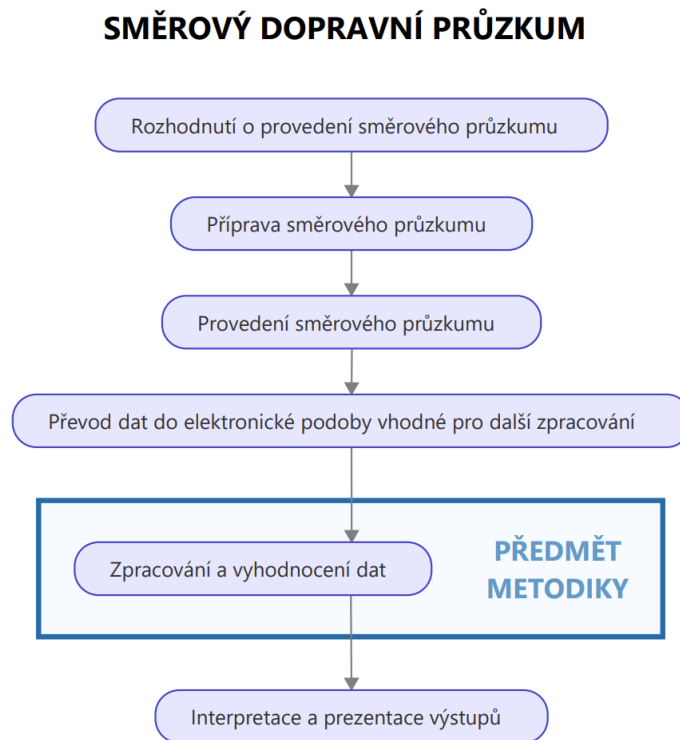 SMĚROVÝ DOPRAVNÍ PRŮZKUM
Rozhodnutí o provedení směrového průzkumu
Příprava směrového průzkumu
Provedení směrového průzkumu
Převod dat do elektronické podoby vhodné pro další zpracování
PŘEDMĚT
METODIKY
Zpracování a vyhodnocení dat
Interpretace a prezentace výstupů